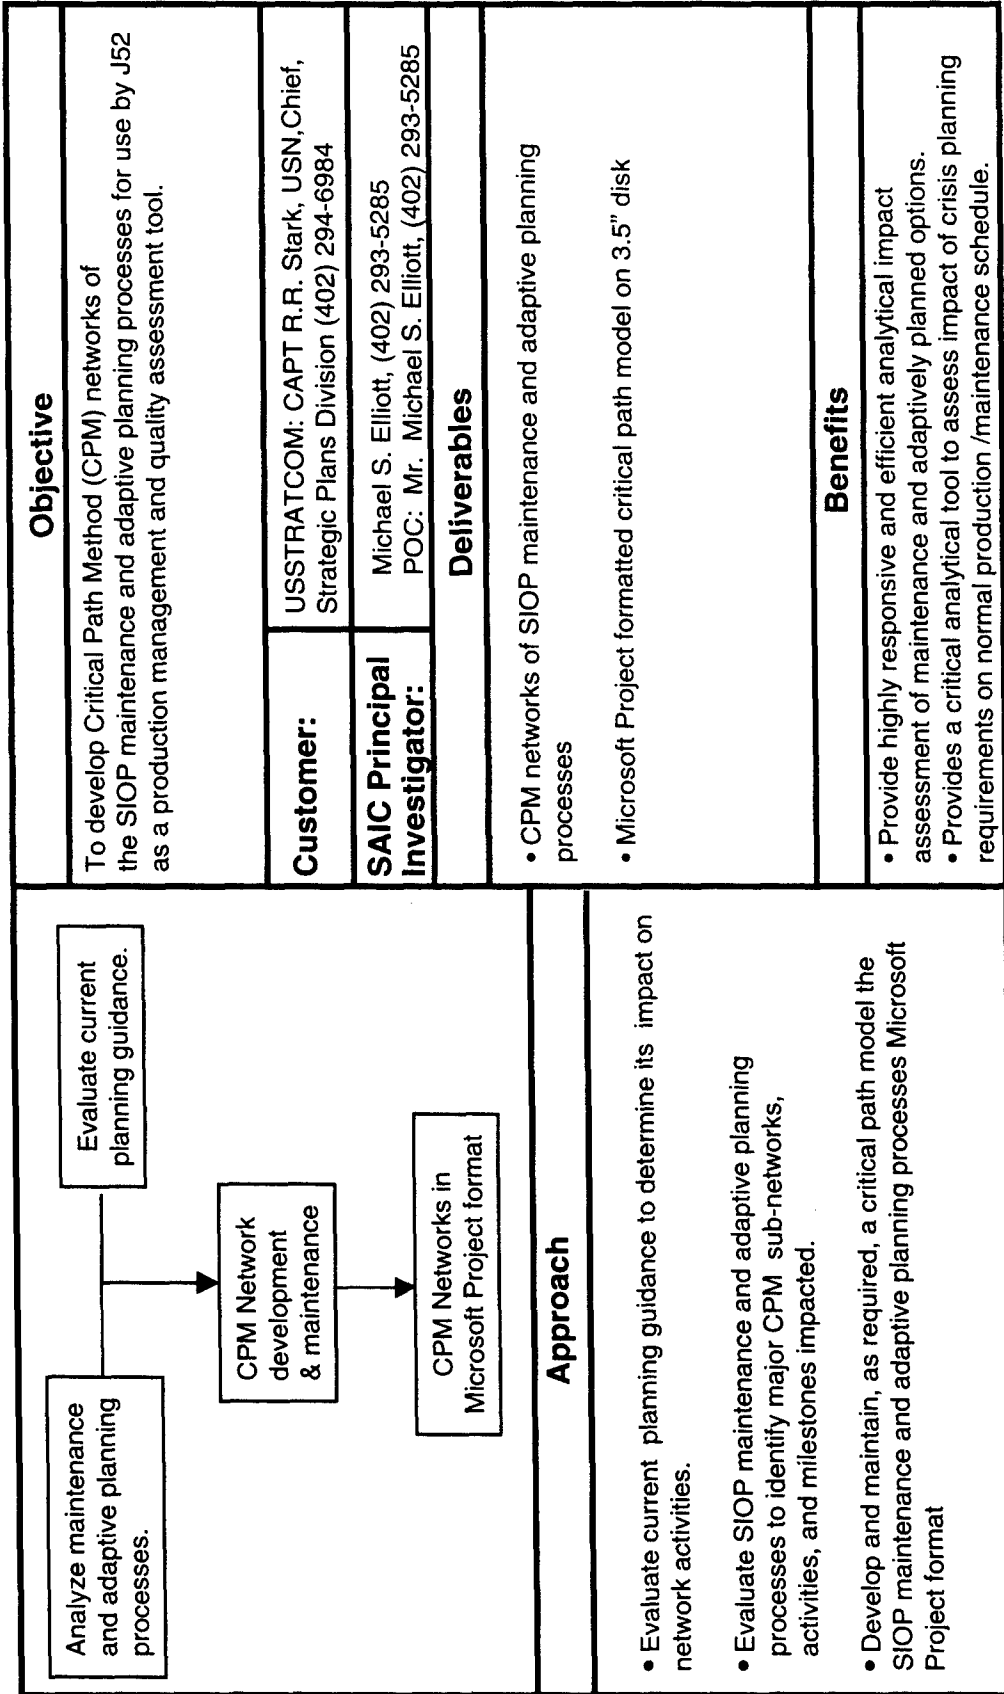 Analyze maintenance
and adaptive planning
processes.
Evaluate current
planning guidance.
CPM Network
development
& maintenance
CPM Networks in
Microsoft Project format
Approach
• Evaluate current planning guidance to determine its impact on
network activities.
• Evaluate SIOP maintenance and adaptive planning
processes to identify major CPM sub-networks,
activities, and milestones impacted.
• Develop and maintain, as required, a critical path model the
SIOP maintenance and adaptive planning processes Microsoft
Project format
Objective
To develop Critical Path Method (CPM) networks of
the SIOP maintenance and adaptive planning processes for use by J52
as a production management and quality assessment tool.
Customer:
USSTRATCOM: CAPT R.R. Stark, USN,Chief,
Strategic Plans Division (402) 294-6984
SAIC Principal
Investigator:
Michael S. Elliott, (402) 293-5285
POC: Mr. Michael S. Elliott, (402) 293-5285
Deliverables
• CPM networks of SIOP maintenance and adaptive planning
processes
• Microsoft Project formatted critical path model on 3.5" disk
Benefits
• Provide highly responsive and efficient analytical impact
assessment of maintenance and adaptively planned options.
• Provides a critical analytical tool to assess impact of crisis planning
requirements on normal production /maintenance schedule.